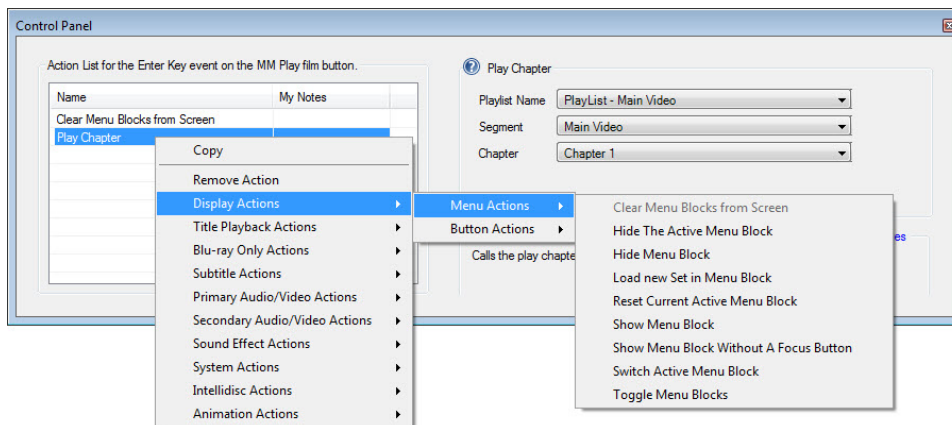 Control Panel
Action List for the Enter Key event on the MM Play film button.
Name My Notes
Clear Menu Blocks from Screen
Play Chapter
Play Chapter
Playlist Name PlayList - Main Video
Segment Main Video
Chapter Chapter 1
Calls the play chapte
es
Copy
Remove Action
Display Actions
Title Playback Actions
Blu-ray Only Actions
Subtitle Actions
Primary Audio/Video Actions
Secondary Audio/Video Actions
Sound Effect Actions
System Actions
Intellidisc Actions
Animation Actions
Menu Actions
Button Actions
Clear Menu Blocks from Screen
Hide The Active Menu Block
Hide Menu Block
Load new Set in Menu Block
Reset Current Active Menu Block
Show Menu Block
Show Menu Block Without A Focus Button
Switch Active Menu Block
Toggle Menu Blocks